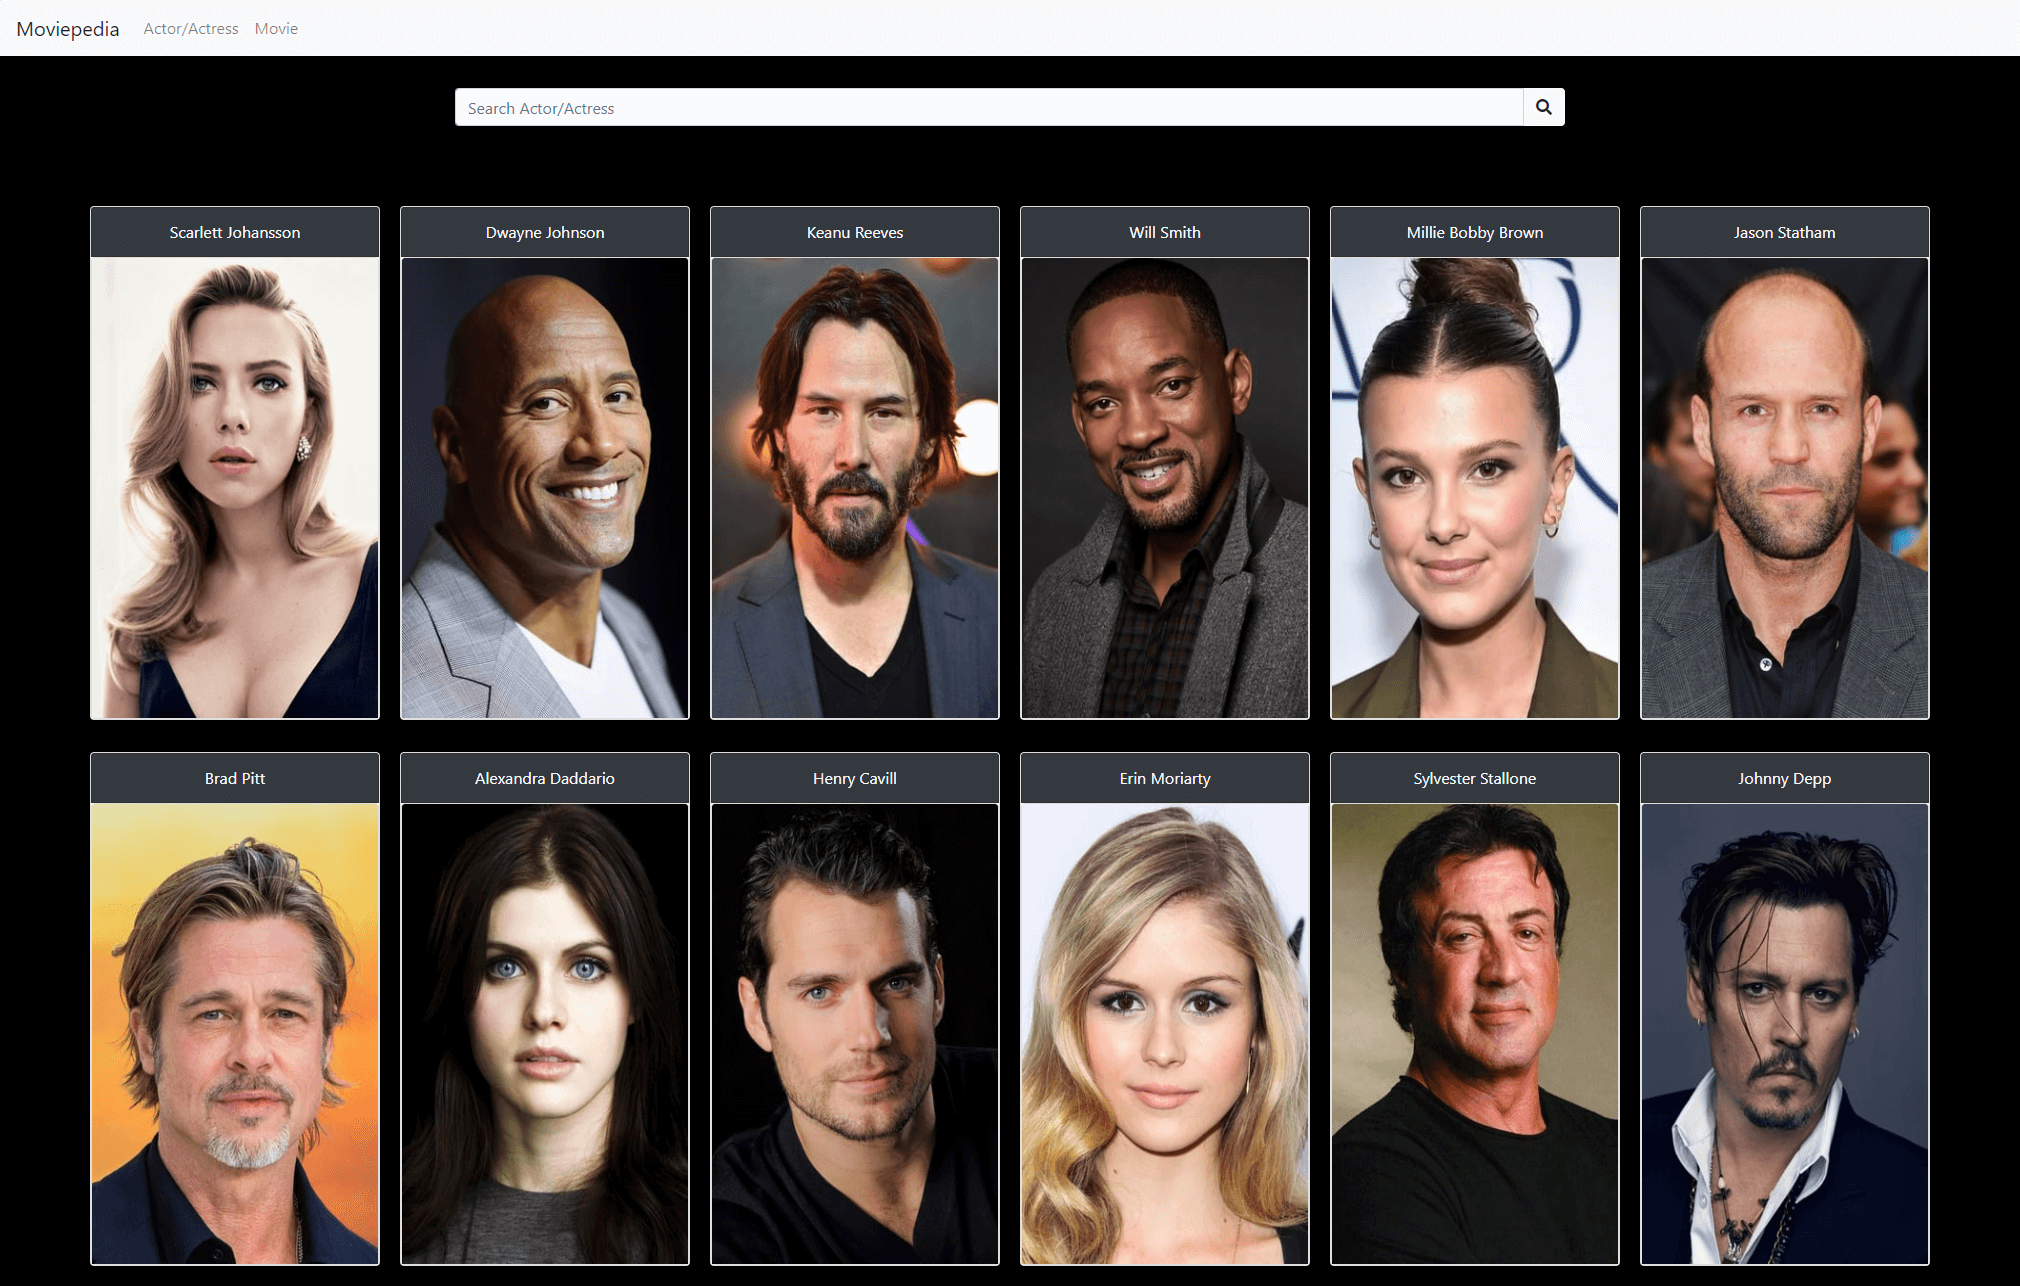 Moviepedia Actor/Actress Movie
Search Actor/Actress
Scarlett Johansson
Dwayne Johnson
Keanu Reeves
Will Smith
Millie Bobby Brown
Jason Statham
Brad Pitt
Alexandra Daddario
Henry Cavill
Erin Moriarty
Sylvester Stallone
Johnny Depp